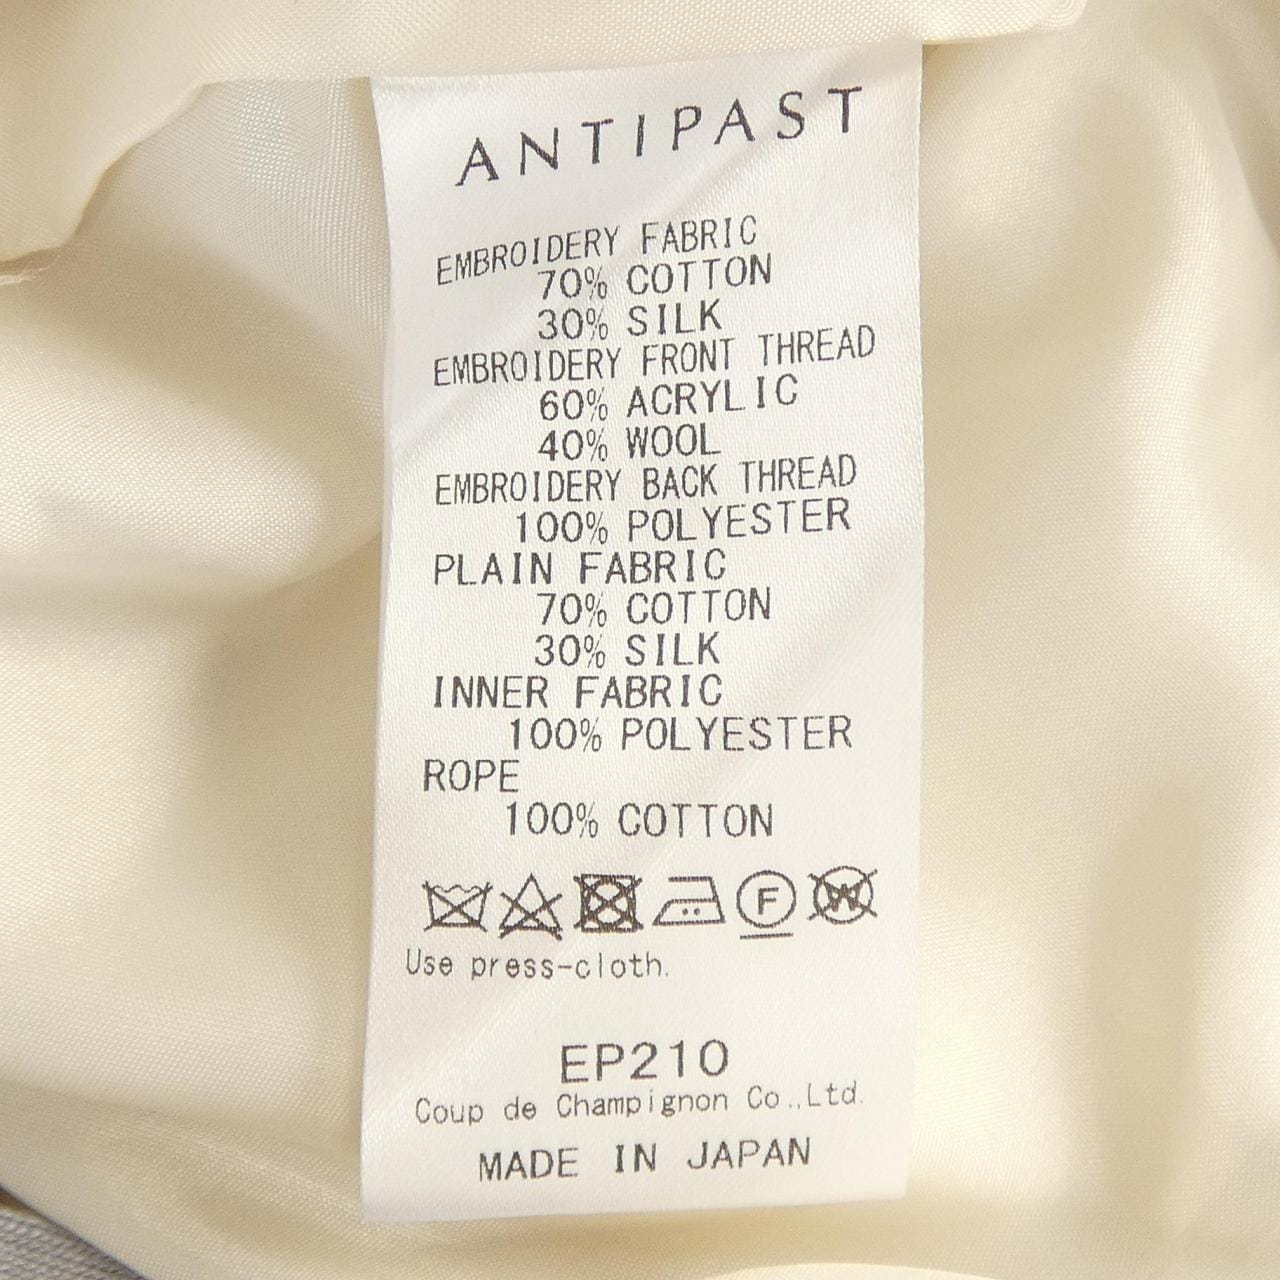 ANTIPAST
EMBROIDERY FABRIC
70% COTTON
30% SILK
EMBROIDERY FRONT THREAD
60% ACRYLIC
40% WOOL
EMBROIDERY BACK THREAD
100% POLYESTER
PLAIN FABRIC
70% COTTON
30% SILK
INNER FABRIC
100% POLYESTER
ROPE
100% COTTON
F W
Use press-cloth.
EP210
Coup de Champignon Co.,Ltd.
MADE IN JAPAN